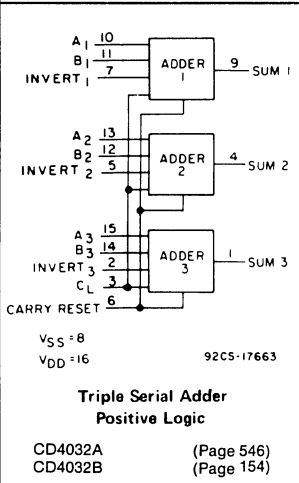 A1 10
B1 11
INVERT1 7
ADDER 1
9 SUM 1
A2 13
B2 12
INVERT 2 5
ADDER 2
4 SUM 2
A3 15
B3 14
INVERT3 2
CL 3
ADDER 3
1 SUM 3
CARRY RESET 6
VSS = 8
VDD = 16
92CS-17663
Triple Serial Adder
Positive Logic
CD4032A (Page 546)
CD4032B (Page 154)